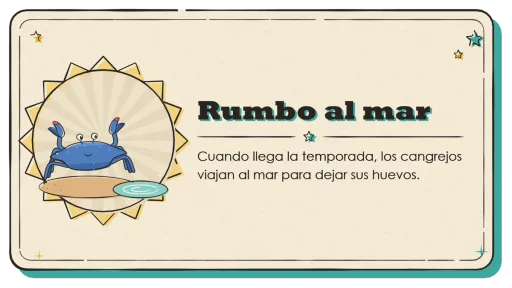 Rumbo al mar
Cuando llega la temporada, los cangrejos
viajan al mar para dejar sus huevos.